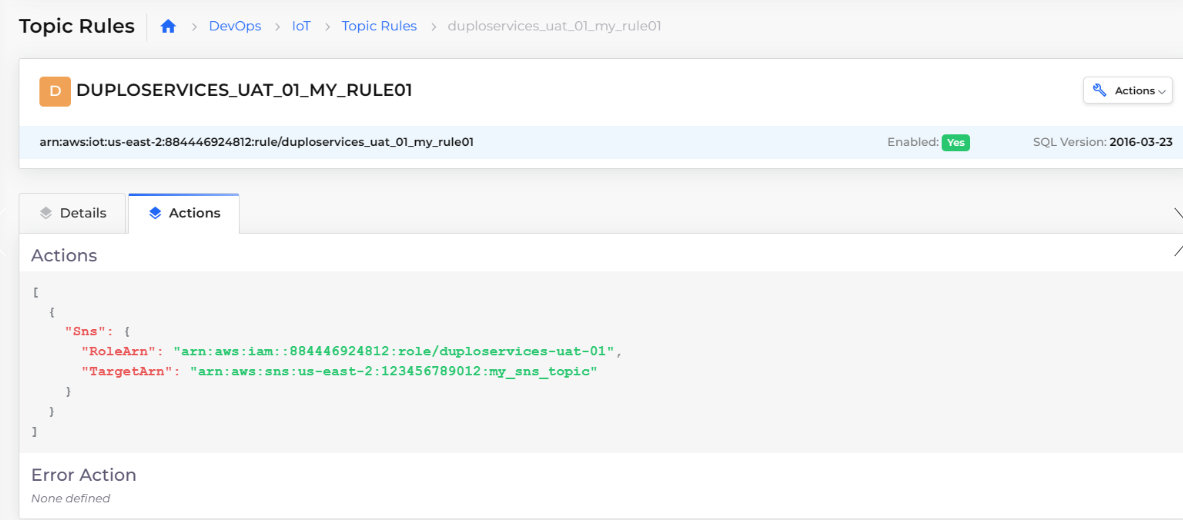 Topic Rules > DevOps > IoT > Topic Rules > duploservices_uat_01_my_rule01
D DUPLOSERVICES_UAT_01_MY_RULE01 Actions
arn:aws:iot:us-east-2:884446924812:rule/duploservices_uat_01_my_rule01 Enabled: Yes SQL Version: 2016-03-23
Details Actions
Actions
[
  {
    "Sns": {
      "RoleArn": "arn:aws:iam::884446924812:role/duploservices-uat-01",
      "TargetArn": "arn:aws:sns:us-east-2:123456789012:my_sns_topic"
    }
  }
]
Error Action
None defined